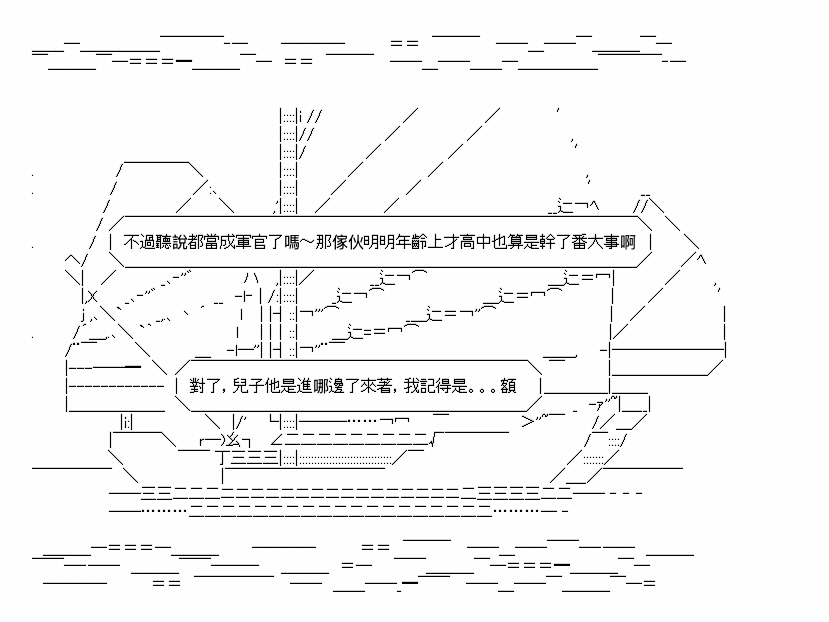 不過聽說都當成軍官了嗎～那傢伙明明年齡上才高中也算是幹了番大事啊
對了,兒子他是進哪邊了來著,我記得是。。。額